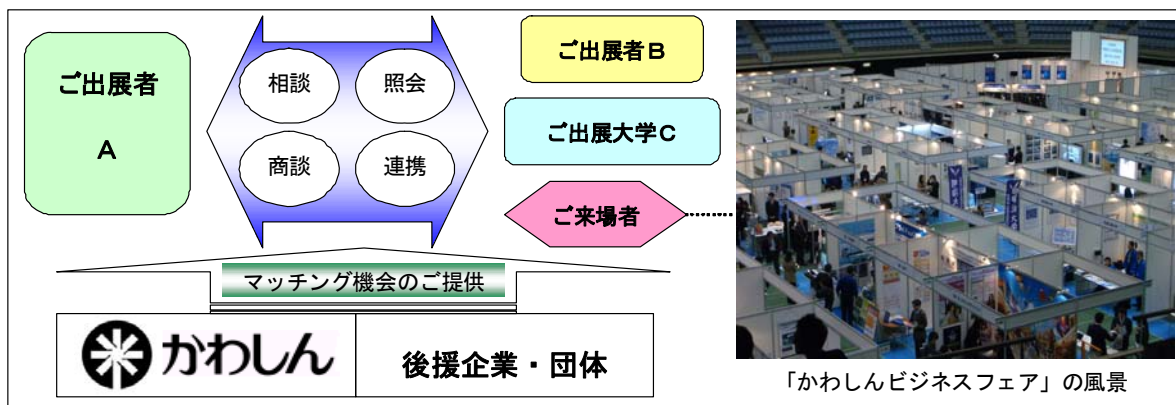 ご出展者
A
相談
照会
商談
連携
ご出展者B
ご出展大学C
ご来場者
マッチング機会のご提供
かわしん
後援企業・団体
「かわしんビジネスフェア」の風景